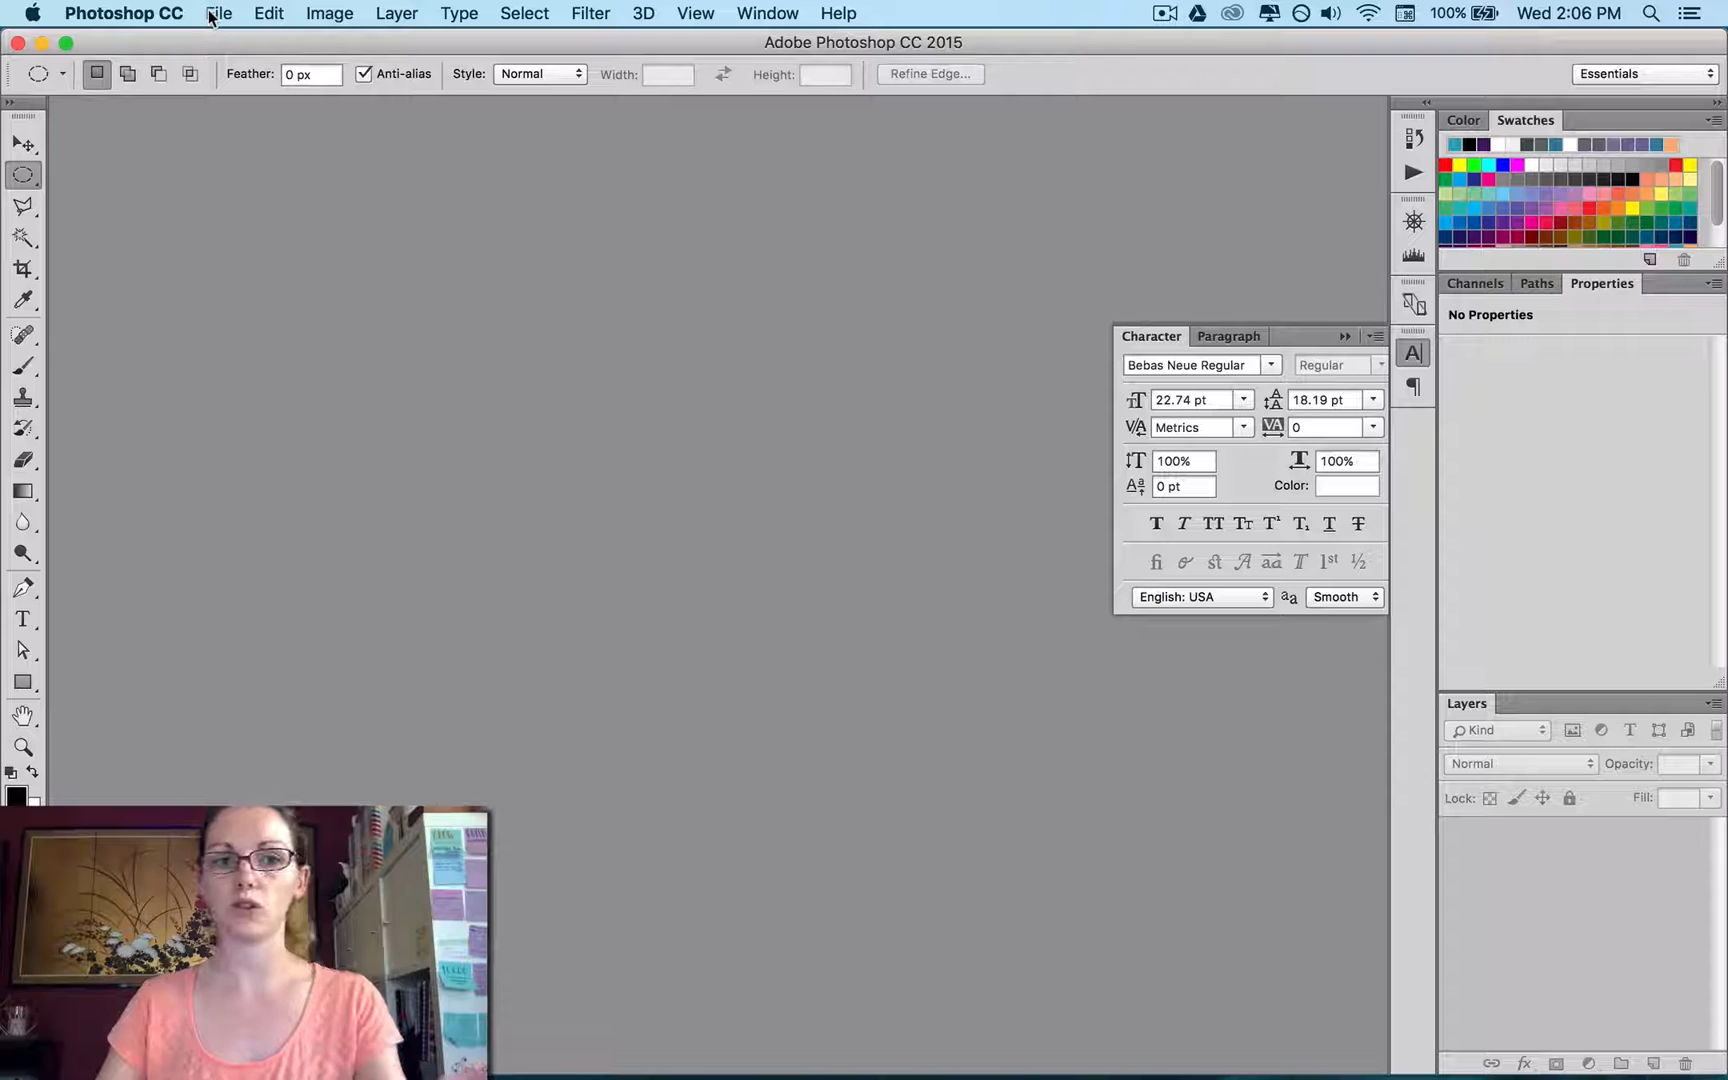 Photoshop CC File Edit Image Layer Type Select Filter 3D View Window Help 100% Wed 2:06 PM
Adobe Photoshop CC 2015
Feather: 0 px Anti-alias Style: Normal Width: Height: Refine Edge... Essentials
Color Swatches
Channels Paths Properties
No Properties
Character Paragraph
Bebas Neue Regular Regular
22.74 pt 18.19 pt
Metrics 0
100% 100%
0 pt Color:
English: USA Smooth
Layers
Kind
Normal Opacity:
Lock: Fill: